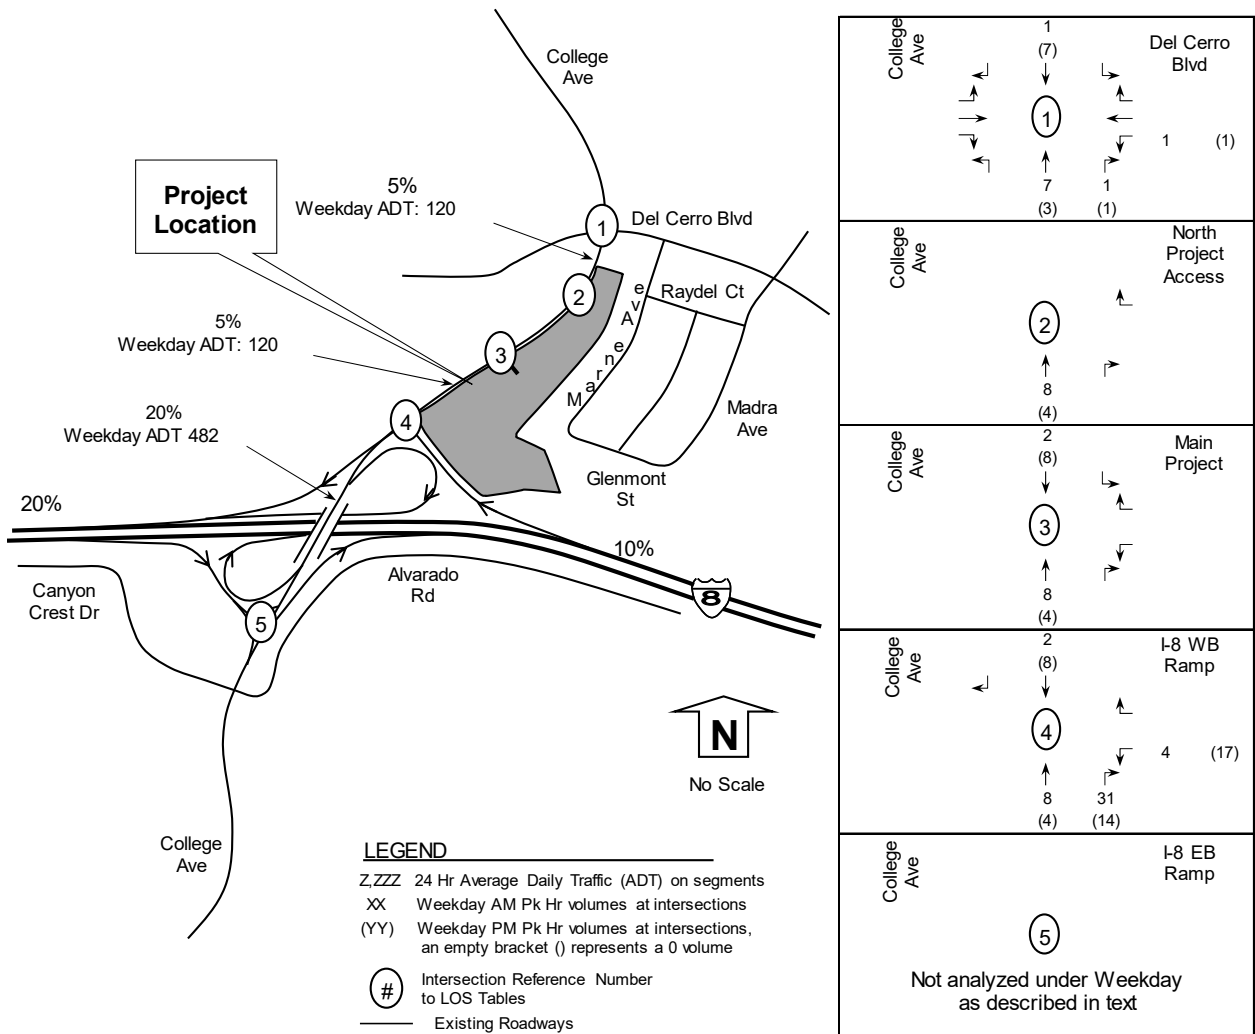 College
Ave
Project
Location
5%
Weekday ADT: 120
Del Cerro Blvd
1
2
Raydel Ct
Marne Ave
5%
Weekday ADT: 120
3
20%
Weekday ADT 482
4
Madra
Ave
Glenmont
St
20%
10%
Alvarado
Rd
8
Canyon
Crest Dr
5
N
No Scale
College
Ave
LEGEND
Z,ZZZ 24 Hr Average Daily Traffic (ADT) on segments
XX Weekday AM Pk Hr volumes at intersections
(YY) Weekday PM Pk Hr volumes at intersections,
an empty bracket () represents a 0 volume
# Intersection Reference Number
to LOS Tables
Existing Roadways
College
Ave
1
(7)
Del Cerro
Blvd
1
1 (1)
7 1
(3) (1)
College
Ave
North
Project
Access
2
8
(4)
College
Ave
2
(8)
Main
Project
3
8
(4)
College
Ave
2
(8)
I-8 WB
Ramp
4
4 (17)
8 31
(4) (14)
College
Ave
I-8 EB
Ramp
5
Not analyzed under Weekday
as described in text